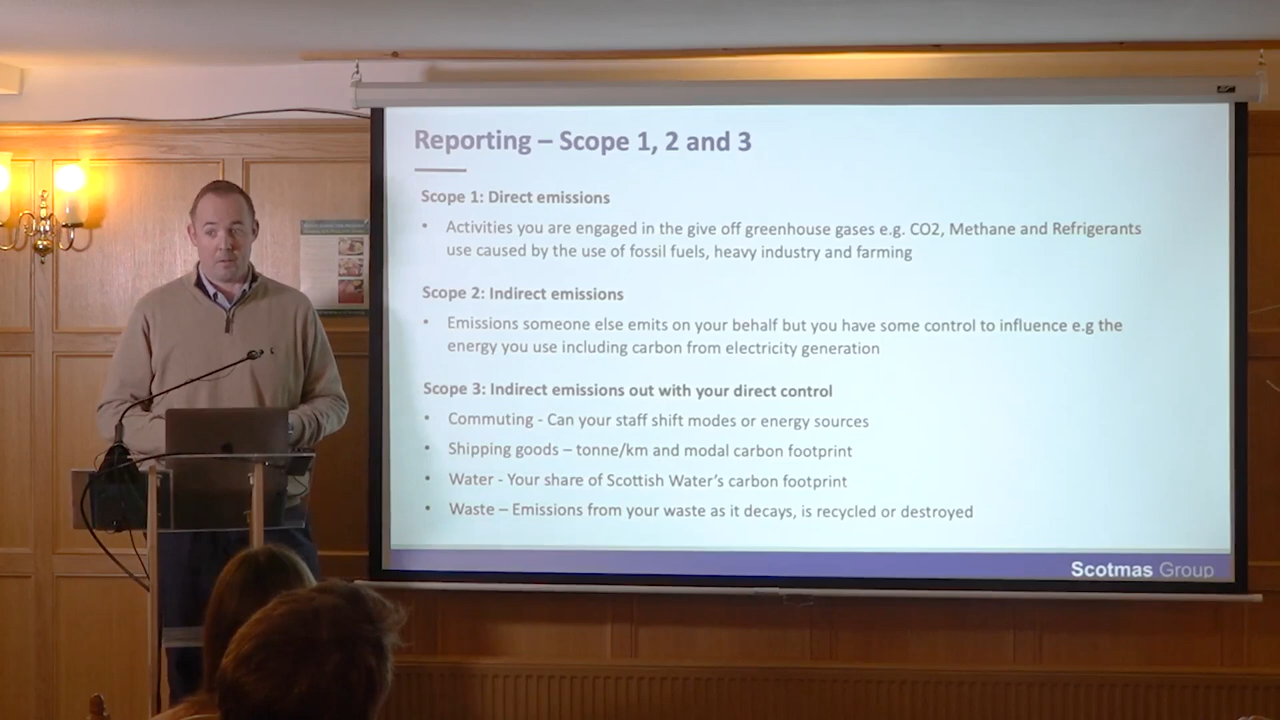 Reporting – Scope 1, 2 and 3
Scope 1: Direct emissions
• Activities you are engaged in the give off greenhouse gases e.g. CO2, Methane and Refrigerants
use caused by the use of fossil fuels, heavy industry and farming
Scope 2: Indirect emissions
• Emissions someone else emits on your behalf but you have some control to influence e.g the
energy you use including carbon from electricity generation
Scope 3: Indirect emissions out with your direct control
• Commuting - Can your staff shift modes or energy sources
• Shipping goods – tonne/km and modal carbon footprint
• Water - Your share of Scottish Water's carbon footprint
• Waste – Emissions from your waste as it decays, is recycled or destroyed
Scotmas Group